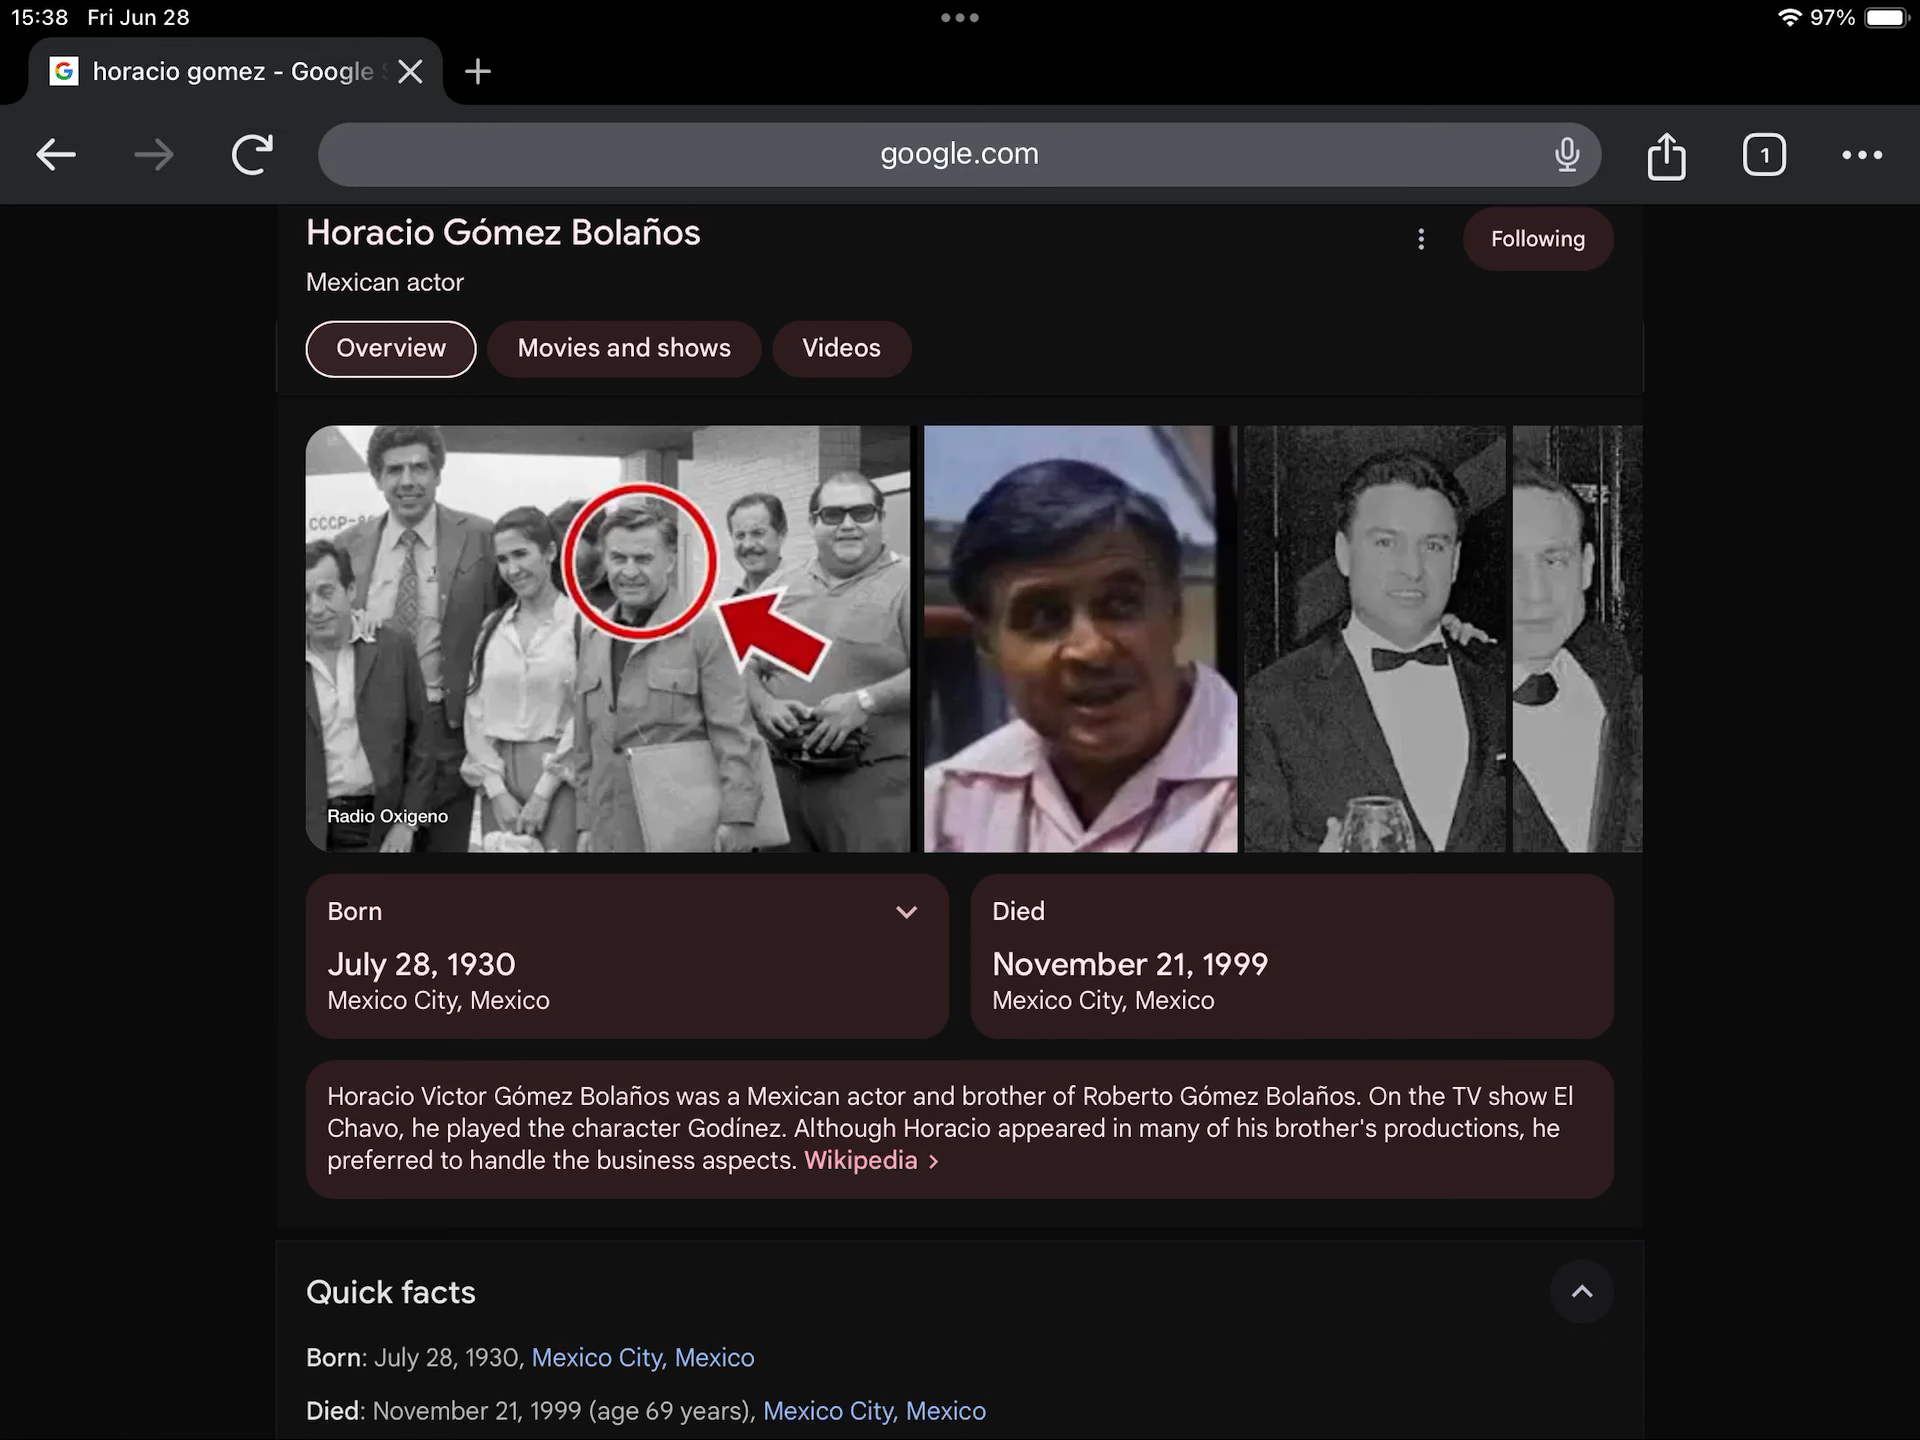 15:38 Fri Jun 28
97%
horacio gomez - Google
google.com
1
Horacio Gómez Bolaños
Following
Mexican actor
Overview
Movies and shows
Videos
CCCP-86
Radio Oxigeno
Born
July 28, 1930
Mexico City, Mexico
Died
November 21, 1999
Mexico City, Mexico
Horacio Victor Gómez Bolaños was a Mexican actor and brother of Roberto Gómez Bolaños. On the TV show El
Chavo, he played the character Godínez. Although Horacio appeared in many of his brother's productions, he
preferred to handle the business aspects. Wikipedia
Quick facts
Born: July 28, 1930, Mexico City, Mexico
Died: November 21, 1999 (age 69 years), Mexico City, Mexico